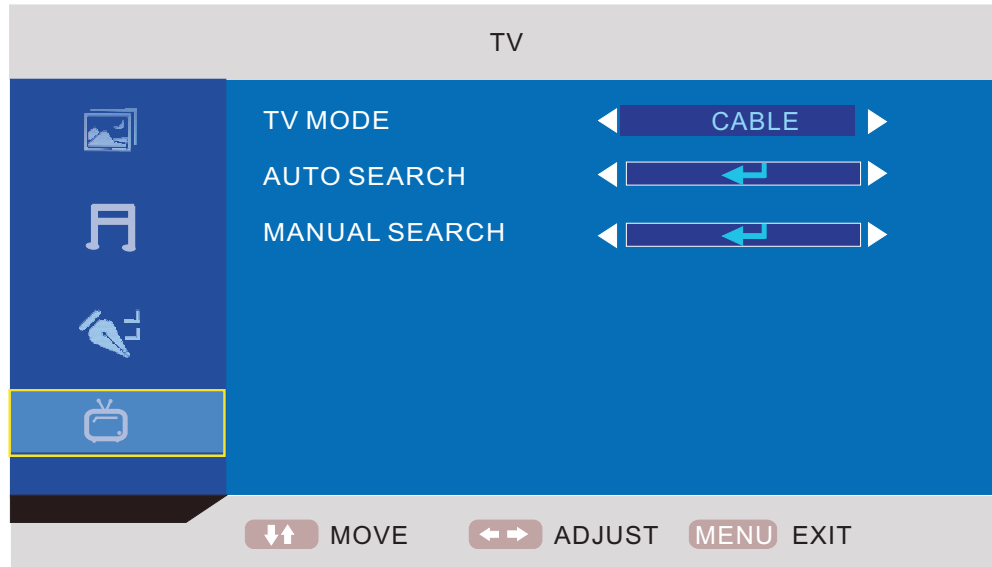 TV
TV MODE CABLE
AUTO SEARCH
MANUAL SEARCH
MOVE ADJUST MENU EXIT